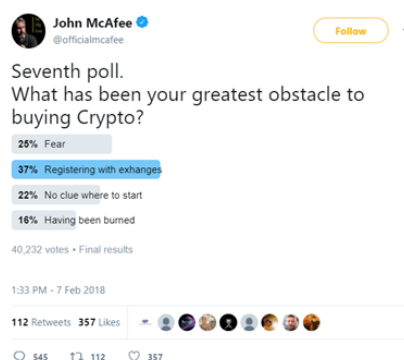 John McAfee
@officialmcafee
Follow
Seventh poll.
What has been your greatest obstacle to
buying Crypto?
25% Fear
37% Registering with exhanges
22% No clue where to start
16% Having been burned
40,232 votes • Final results
1:33 PM - 7 Feb 2018
112 Retweets 357 Likes
545 112 357